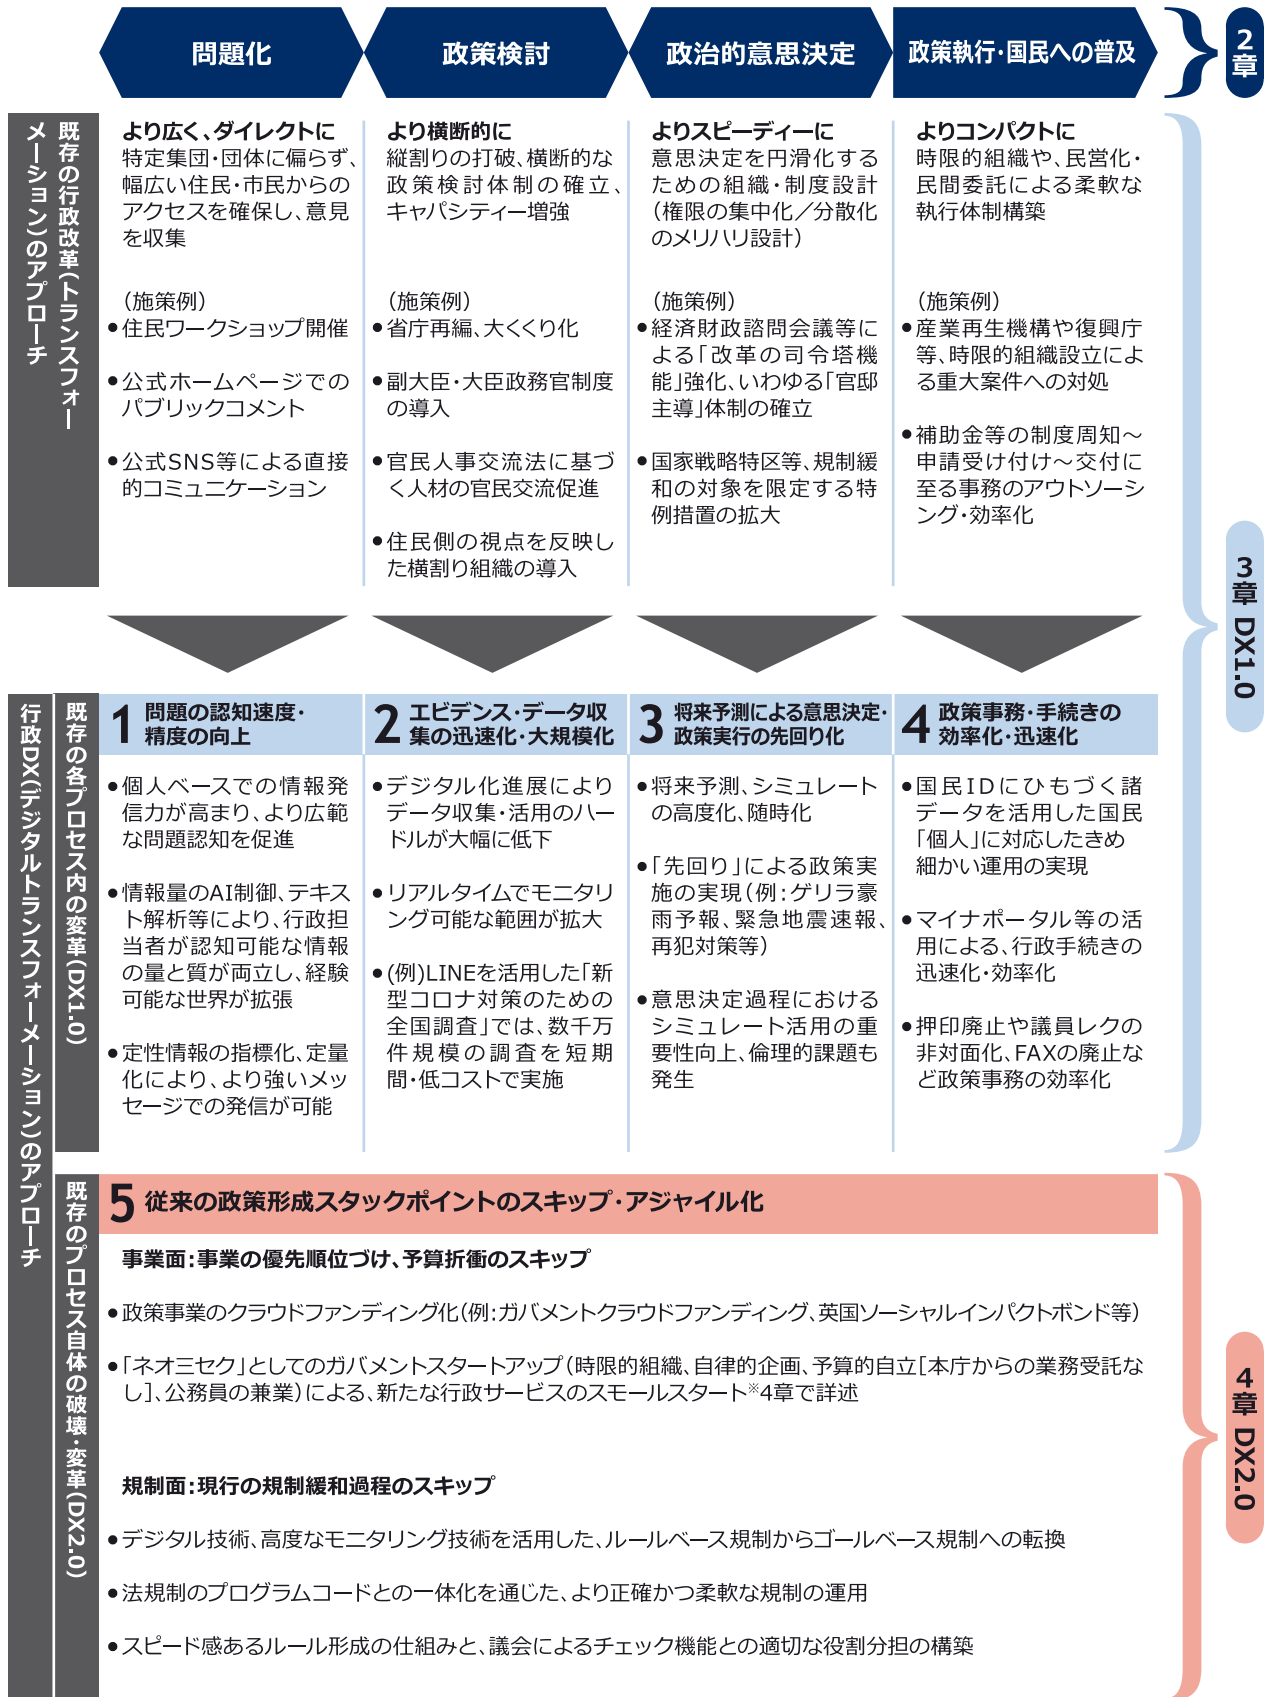 問題化
政策検討
政治的意思決定
政策執行・国民への普及
2章
既存の行政改革(トランスフォー
メーション)のアプローチ
より広く、ダイレクトに
特定集団・団体に偏らず、
幅広い住民・市民からの
アクセスを確保し、意見
を収集
（施策例）
●住民ワークショップ開催
●公式ホームページでの
パブリックコメント
●公式SNS等による直接
的コミュニケーション
より横断的に
縦割りの打破、横断的な
政策検討体制の確立、
キャパシティー増強
（施策例）
●省庁再編、大くくり化
●副大臣・大臣政務官制度
の導入
●官民人事交流法に基づ
く人材の官民交流促進
●住民側の視点を反映し
た横割り組織の導入
よりスピーディーに
意思決定を円滑化する
ための組織・制度設計
（権限の集中化／分散化
のメリハリ設計）
（施策例）
●経済財政諮問会議等に
よる「改革の司令塔機
能」強化、いわゆる「官邸
主導」体制の確立
●国家戦略特区等、規制緩
和の対象を限定する特
例措置の拡大
よりコンパクトに
時限的組織や、民営化・
民間委託による柔軟な
執行体制構築
（施策例）
●産業再生機構や復興庁
等、時限的組織設立によ
る重大案件への対処
●補助金等の制度周知～
申請受け付け～交付に
至る事務のアウトソーシ
ング・効率化
3章 DX1.0
行政DX(デジタルトランスフォーメーション)のアプローチ
既存の各プロセス内の変革(DX1.0)
1 問題の認知速度・
精度の向上
●個人ベースでの情報発
信力が高まり、より広範
な問題認知を促進
●情報量のAI制御、テキス
ト解析等により、行政担
当者が認知可能な情報
の量と質が両立し、経験
可能な世界が拡張
●定性情報の指標化、定量
化により、より強いメッ
セージでの発信が可能
2 エビデンス・データ収
集の迅速化・大規模化
●デジタル化進展により
データ収集・活用のハー
ドルが大幅に低下
●リアルタイムでモニタリ
ング可能な範囲が拡大
●(例)LINEを活用した「新
型コロナ対策のための
全国調査」では、数千万
件規模の調査を短期
間・低コストで実施
3 将来予測による意思決定・
政策実行の先回り化
●将来予測、シミュレート
の高度化、随時化
●「先回り」による政策実
施の実現（例：ゲリラ豪
雨予報、緊急地震速報、
再犯対策等）
●意思決定過程における
シミュレート活用の重
要性向上、倫理的課題も
発生
4 政策事務・手続きの
効率化・迅速化
●国民IDにひもづく諸
データを活用した国民
「個人」に対応したきめ
細かい運用の実現
●マイナポータル等の活
用による、行政手続きの
迅速化・効率化
●押印廃止や議員レクの
非対面化、FAXの廃止な
ど政策事務の効率化
既存のプロセス自体の破壊・変革(DX2.0)
5 従来の政策形成スタックポイントのスキップ・アジャイル化
事業面：事業の優先順位づけ、予算折衝のスキップ
●政策事業のクラウドファンディング化（例：ガバメントクラウドファンディング、英国ソーシャルインパクトボンド等）
●「ネオ三セク」としてのガバメントスタートアップ（時限的組織、自律的企画、予算的自立［本庁からの業務受託な
し］、公務員の兼業）による、新たな行政サービスのスモールスタート※4章で詳述
規制面：現行の規制緩和過程のスキップ
●デジタル技術、高度なモニタリング技術を活用した、ルールベース規制からゴールベース規制への転換
●法規制のプログラムコードとの一体化を通じた、より正確かつ柔軟な規制の運用
●スピード感あるルール形成の仕組みと、議会によるチェック機能との適切な役割分担の構築
4章 DX2.0